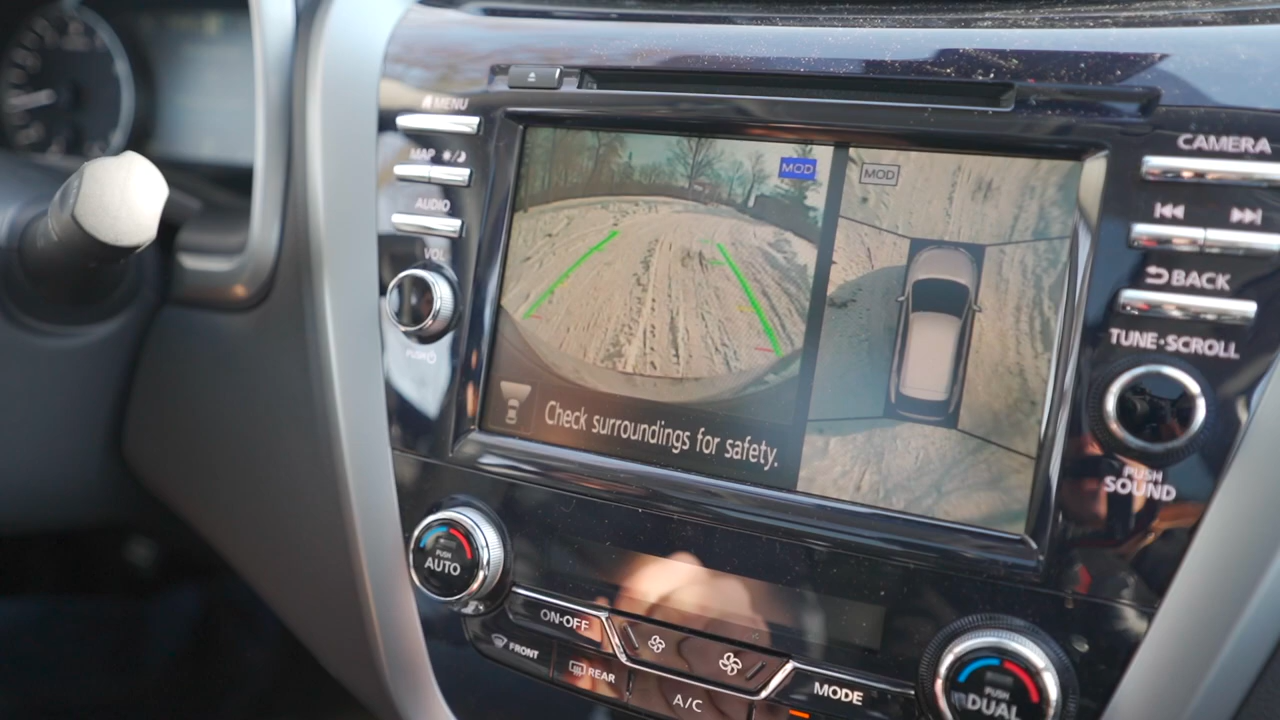 MENU
MAP
AUDIO
VOL
PUSH
MOD
MOD
Check surroundings for safety.
CAMERA
BACK
TUNE·SCROLL
PUSH
SOUND
PUSH
AUTO
ON·OFF
FRONT
REAR
A/C
MODE
PUSH
DUAL